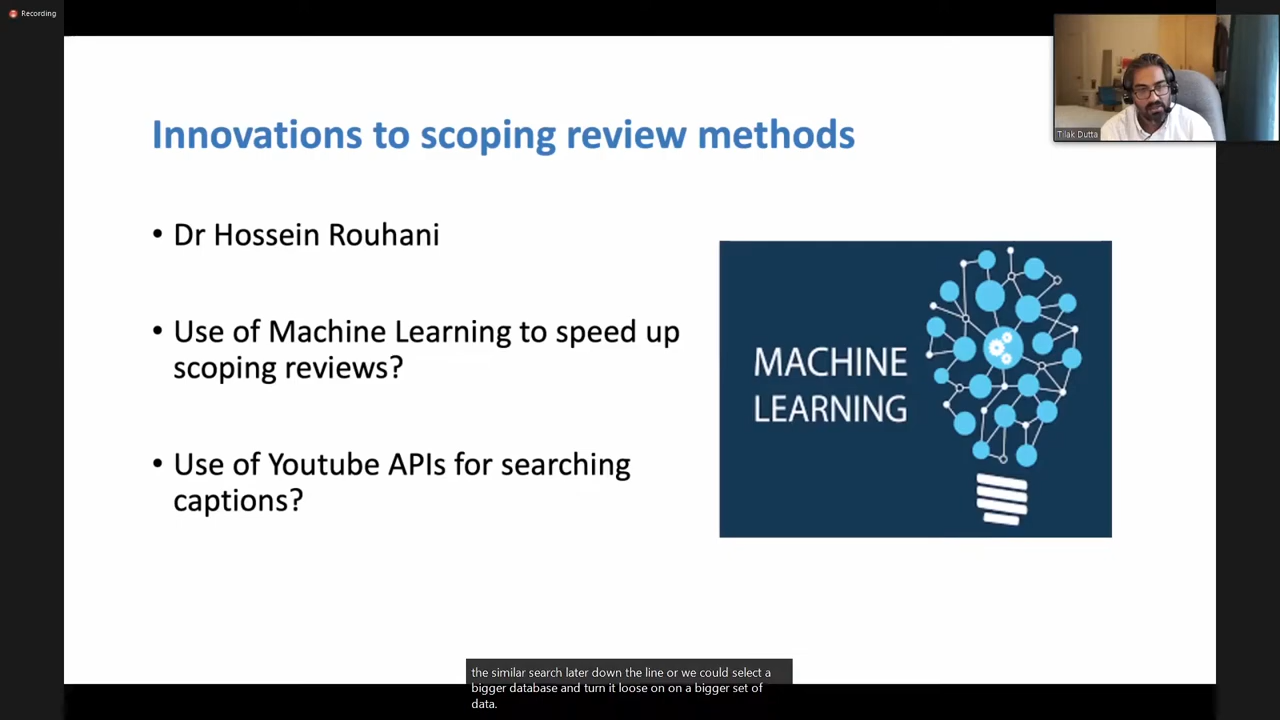 Recording
Tilak Dutta
Innovations to scoping review methods
• Dr Hossein Rouhani
• Use of Machine Learning to speed up
scoping reviews?
• Use of Youtube APIs for searching
captions?
MACHINE
LEARNING
the similar search later down the line or we could select a
bigger database and turn it loose on on a bigger set of
data.